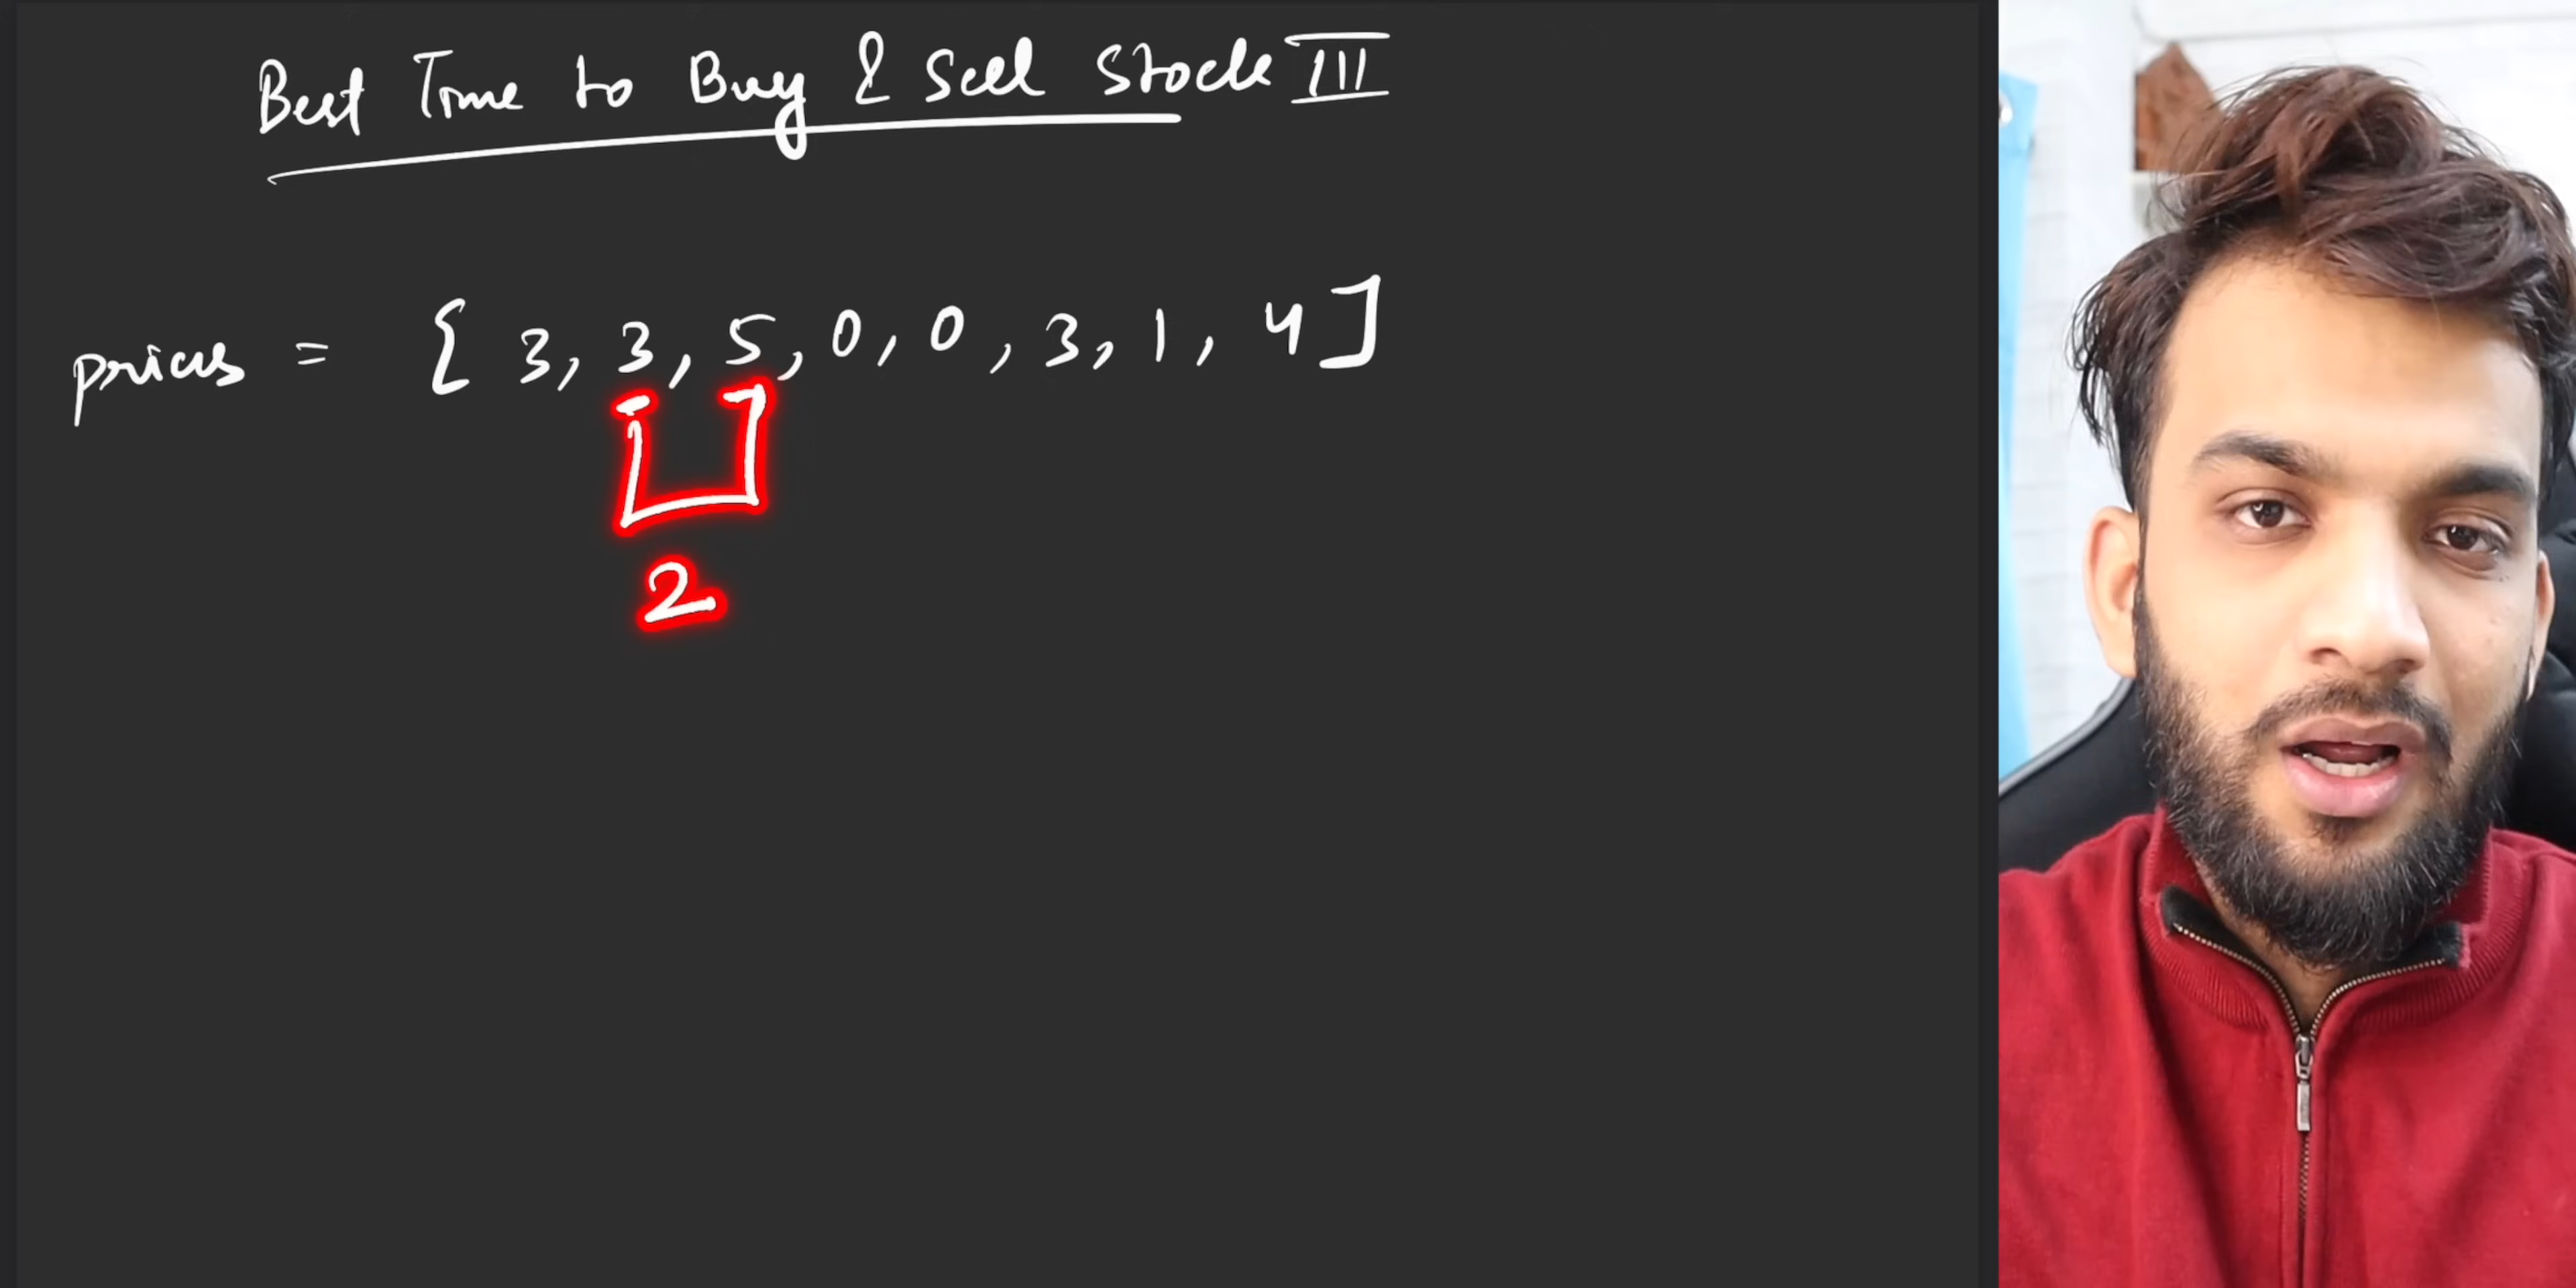 Best Time to Buy & Sell Stock III
prices = { 3, 3, 5, 0, 0, 3, 1, 4 ]
2